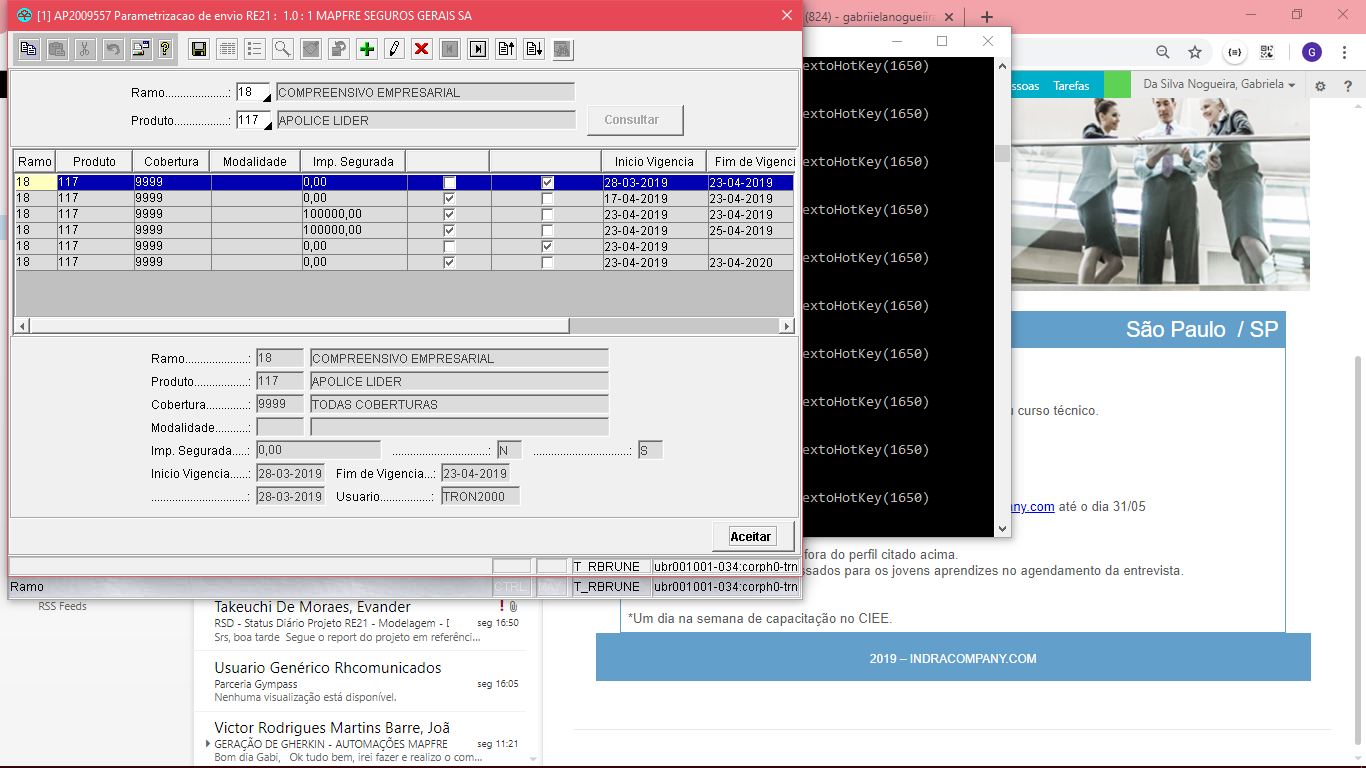 [1] AP2009557 Parametrizacao de envio RE21 : 1.0 : 1 MAPFRE SEGUROS GERAIS SA
Ramo...................: 18 COMPREENSIVO EMPRESARIAL
Produto.................: 117 APOLICE LIDER
Consultar
Ramo Produto Cobertura Modalidade Imp. Segurada Inicio Vigencia Fim de Vigenci
18 117 9999 0,00 28-03-2019 23-04-2019
18 117 9999 0,00 17-04-2019 23-04-2019
18 117 9999 100000,00 23-04-2019 23-04-2019
18 117 9999 100000,00 23-04-2019 25-04-2019
18 117 9999 0,00 23-04-2019
18 117 9999 0,00 23-04-2019 23-04-2020
Ramo...................: 18 COMPREENSIVO EMPRESARIAL
Produto.................: 117 APOLICE LIDER
Cobertura.............: 9999 TODAS COBERTURAS
Modalidade...........:
Imp. Segurada.....: 0,00 .............................: N .............................: S
Inicio Vigencia......: 28-03-2019 Fim de Vigencia...: 23-04-2019
.............................: 28-03-2019 Usuario................: TRON2000
Aceitar
T_RBRUNE ubr001001-034:corph0-trn
Ramo CTRL T_RBRUNE ubr001001-034:corph0-trn
(824) - gabriielanogueira
G
extoHotKey(1650)
extoHotKey(1650)
extoHotKey(1650)
extoHotKey(1650)
extoHotKey(1650)
extoHotKey(1650)
extoHotKey(1650)
extoHotKey(1650)
extoHotKey(1650)
extoHotKey(1650)
ssoas Tarefas Da Silva Nogueira, Gabriela
São Paulo / SP
curso técnico.
ny.com até o dia 31/05
fora do perfil citado acima.
ssados para os jovens aprendizes no agendamento da entrevista.
*Um dia na semana de capacitação no CIEE.
2019 – INDRACOMPANY.COM
RSS Feeds
Takeuchi De Moraes, Evander
RSD - Status Diário Projeto RE21 - Modelagem - D seg 16:50
Srs, boa tarde Segue o report do projeto em referênci...
Usuario Genérico Rhcomunicados
Parceria Gympass seg 16:05
Nenhuma visualização está disponível.
Victor Rodrigues Martins Barre, Joã
GERAÇÃO DE GHERKIN - AUTOMAÇÕES MAPFRE seg 11:21
Bom dia Gabi, Ok tudo bem, irei fazer e realizo o com...